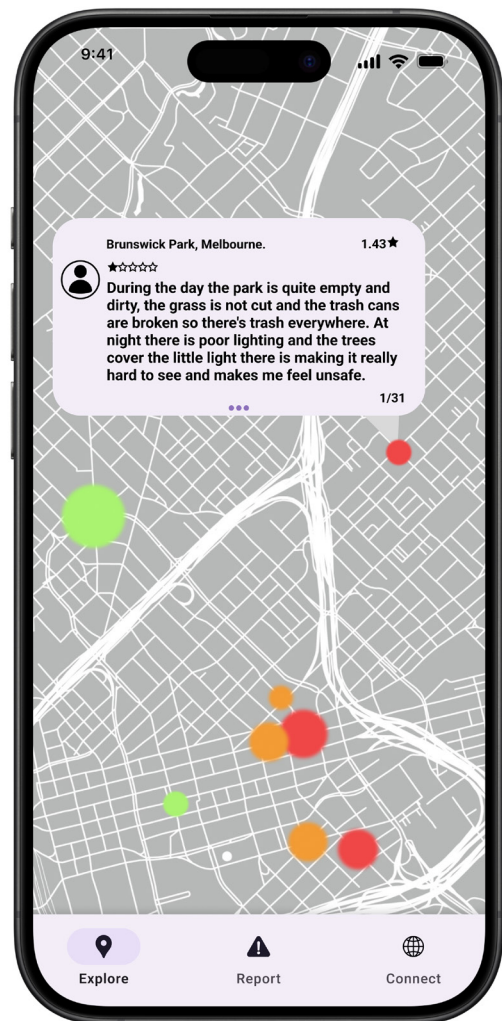 9:41
Brunswick Park, Melbourne.
1.43★
★☆☆☆☆
During the day the park is quite empty and
dirty, the grass is not cut and the trash cans
are broken so there's trash everywhere. At
night there is poor lighting and the trees
cover the little light there is making it really
hard to see and makes me feel unsafe.
1/31
Explore
Report
Connect